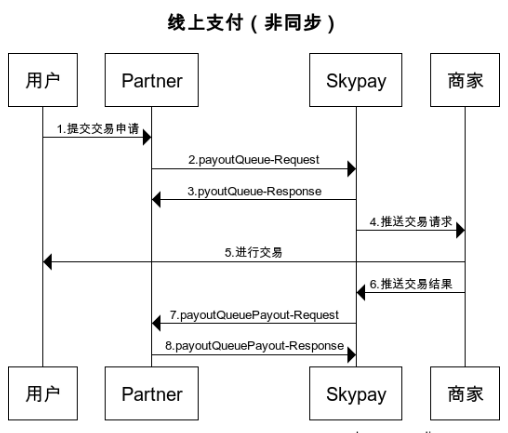 线上支付（非同步）
用户 Partner Skypay 商家
1.提交交易申请
2.payoutQueue-Request
3.pyoutQueue-Response
4.推送交易请求
5.进行交易
6.推送交易结果
7.payoutQueuePayout-Request
8.payoutQueuePayout-Response
用户 Partner Skypay 商家